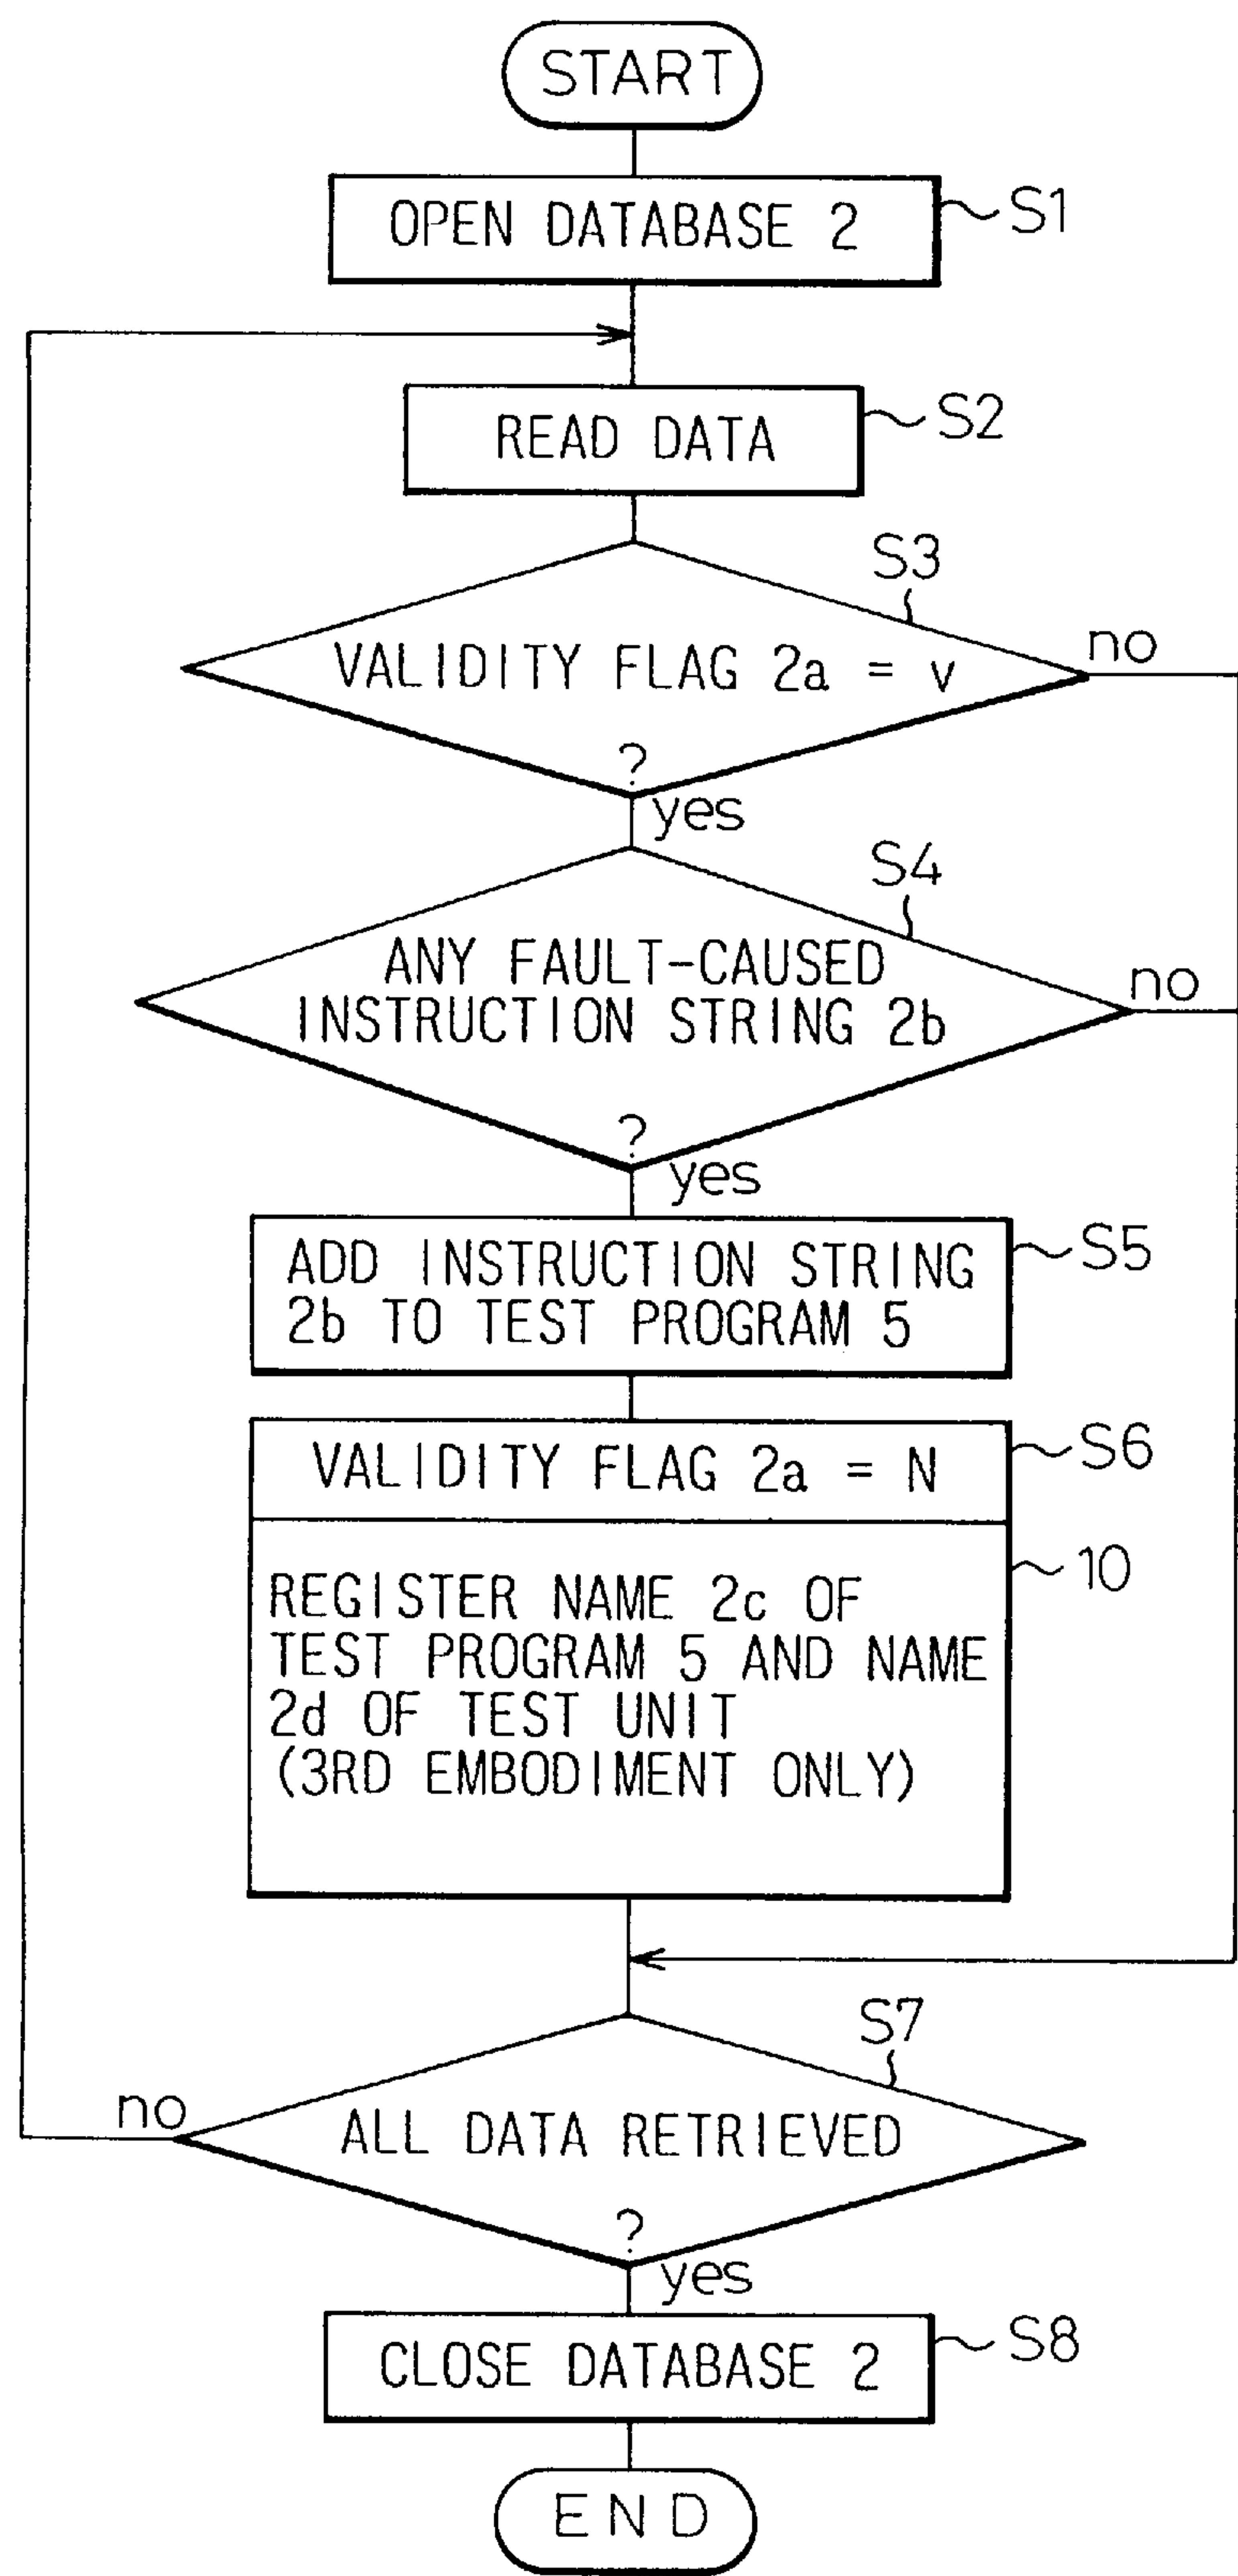 START
OPEN DATABASE 2
S1
READ DATA
S2
S3
VALIDITY FLAG 2a = v
no
?
yes
S4
ANY FAULT-CAUSED
INSTRUCTION STRING 2b
no
?
yes
ADD INSTRUCTION STRING
2b TO TEST PROGRAM 5
S5
VALIDITY FLAG 2a = N
S6
10
REGISTER NAME 2c OF
TEST PROGRAM 5 AND NAME
2d OF TEST UNIT
(3RD EMBODIMENT ONLY)
S7
no
ALL DATA RETRIEVED
?
yes
CLOSE DATABASE 2
S8
END